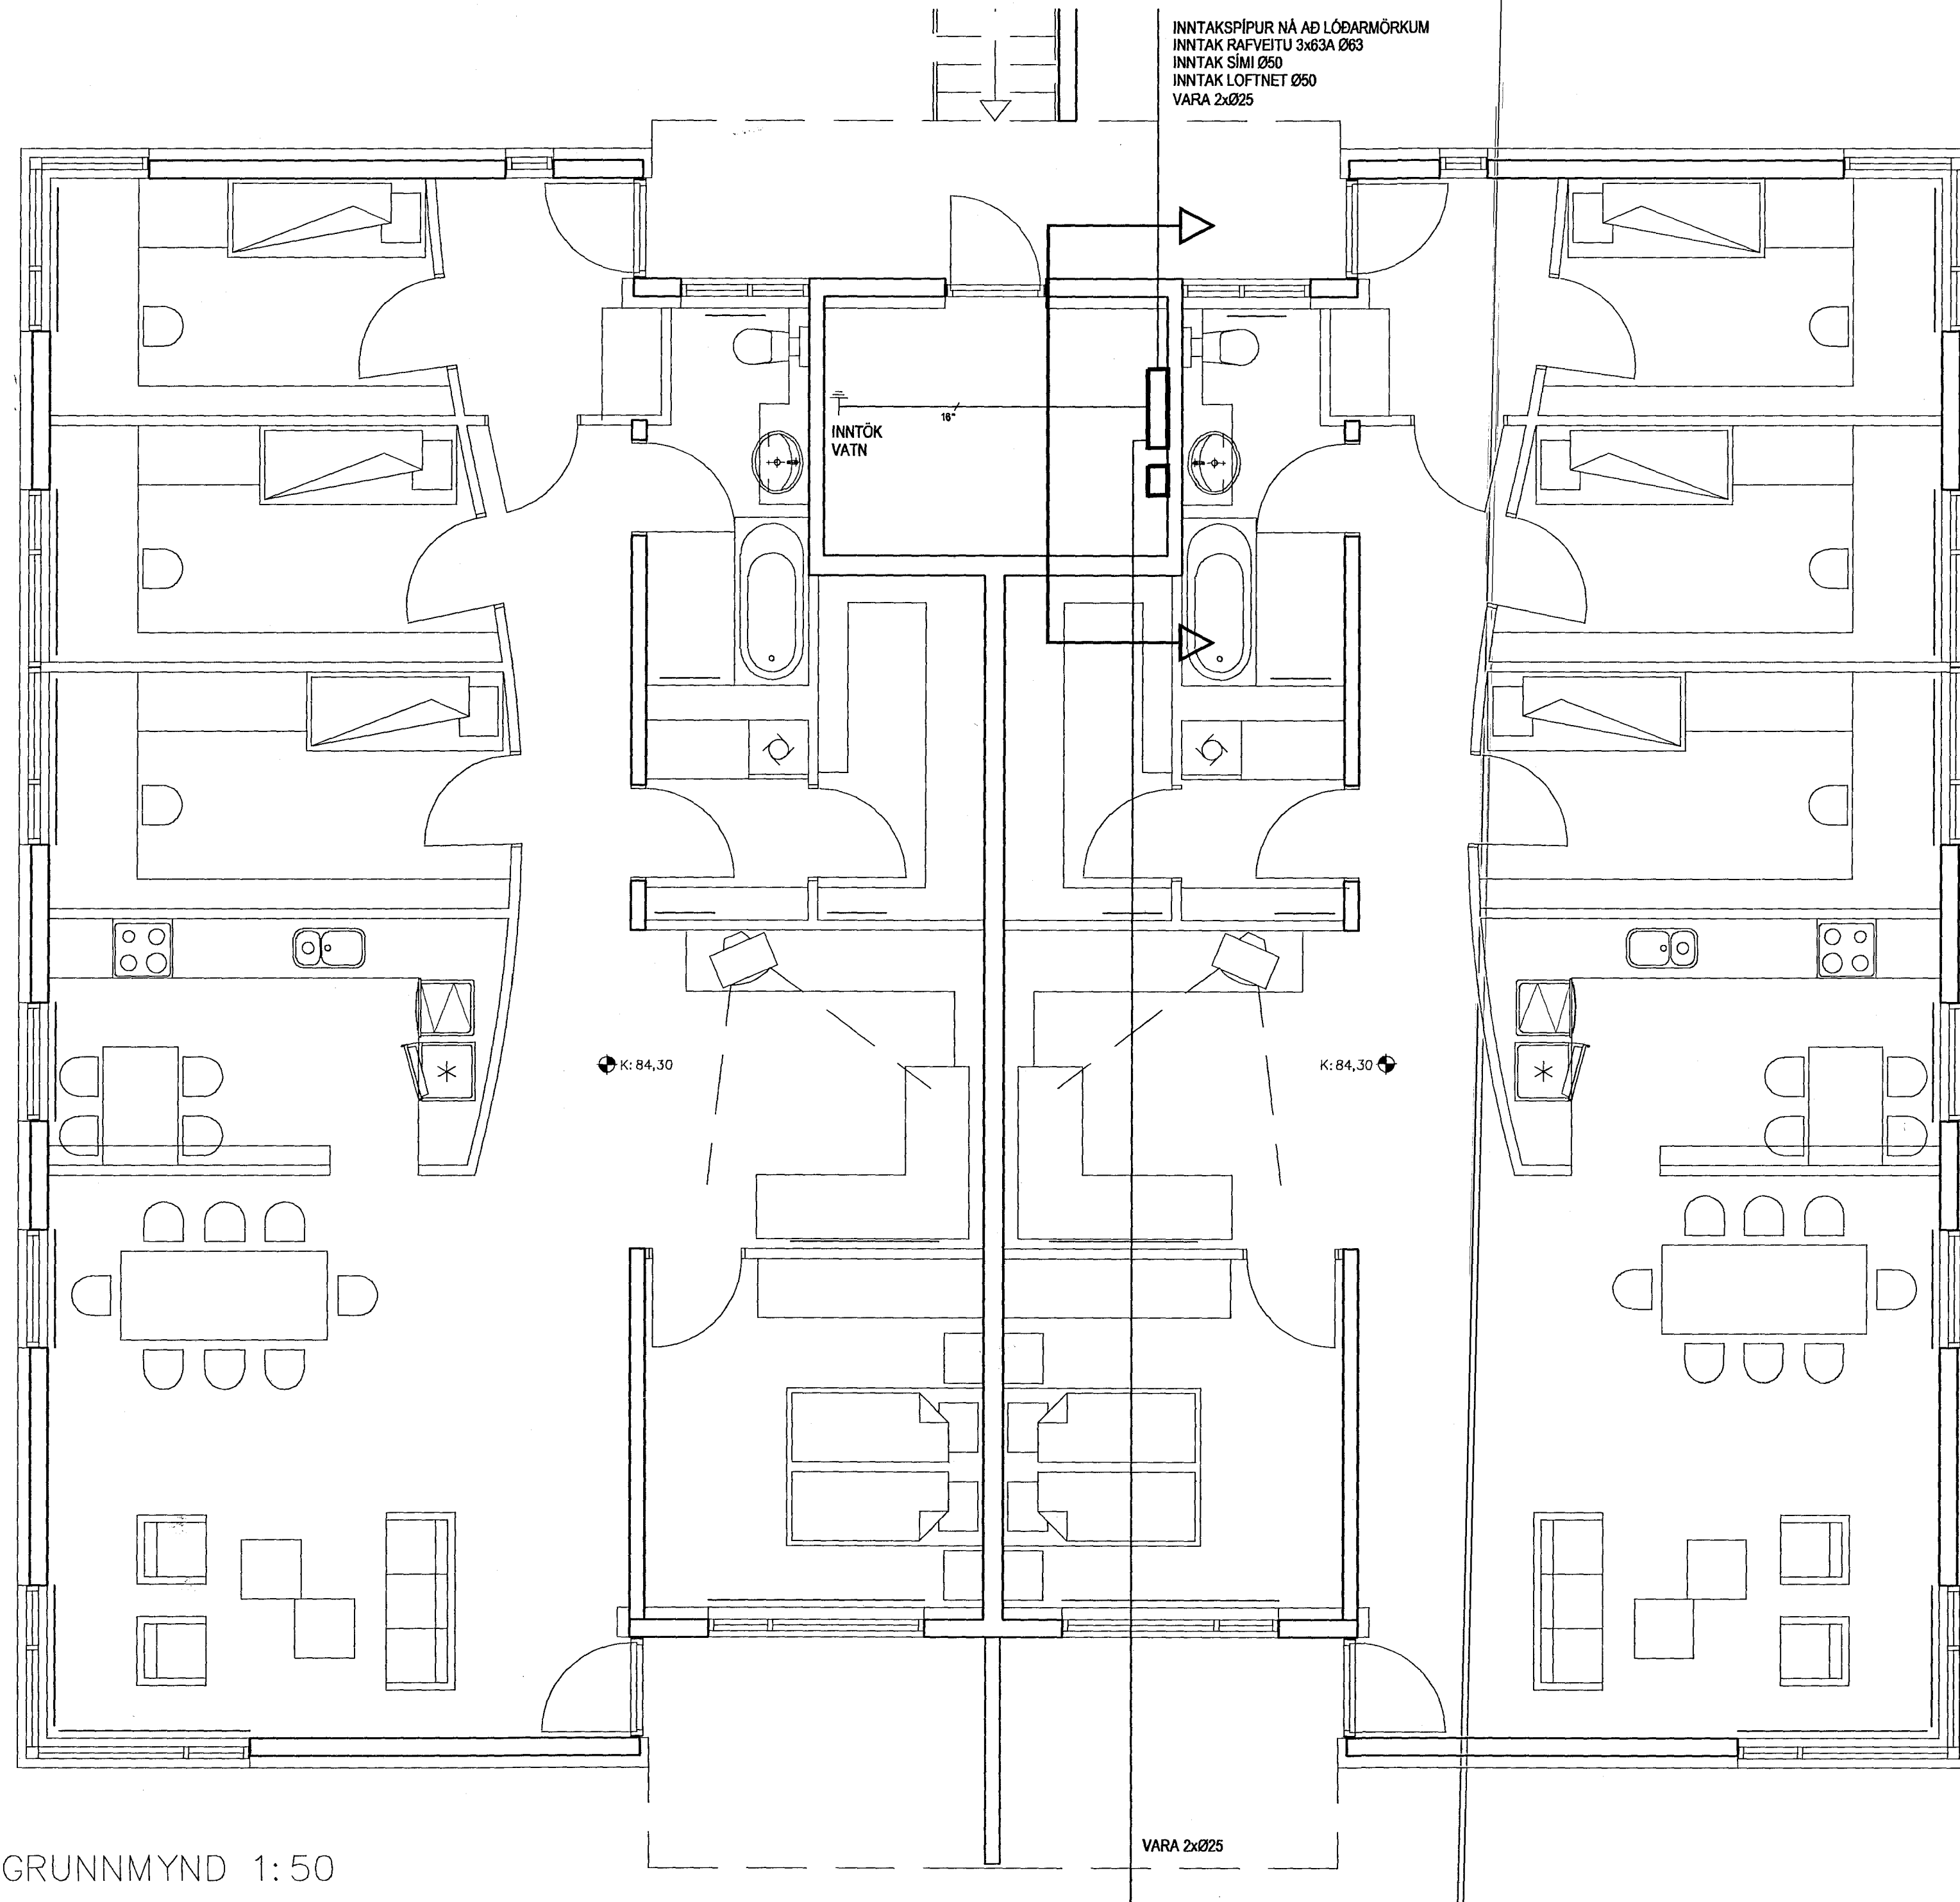 INNTAKSPÍPUR NÁ AÐ LÓÐARMÖRKUM
INNTAK RAFVEITU 3x63A Ø63
INNTAK SÍMI Ø50
INNTAK LOFTNET Ø50
VARA 2xØ25
16"
INNTÖK
VATN
K: 84,30
K: 84,30
VARA 2xØ25
GRUNNMYND 1:50